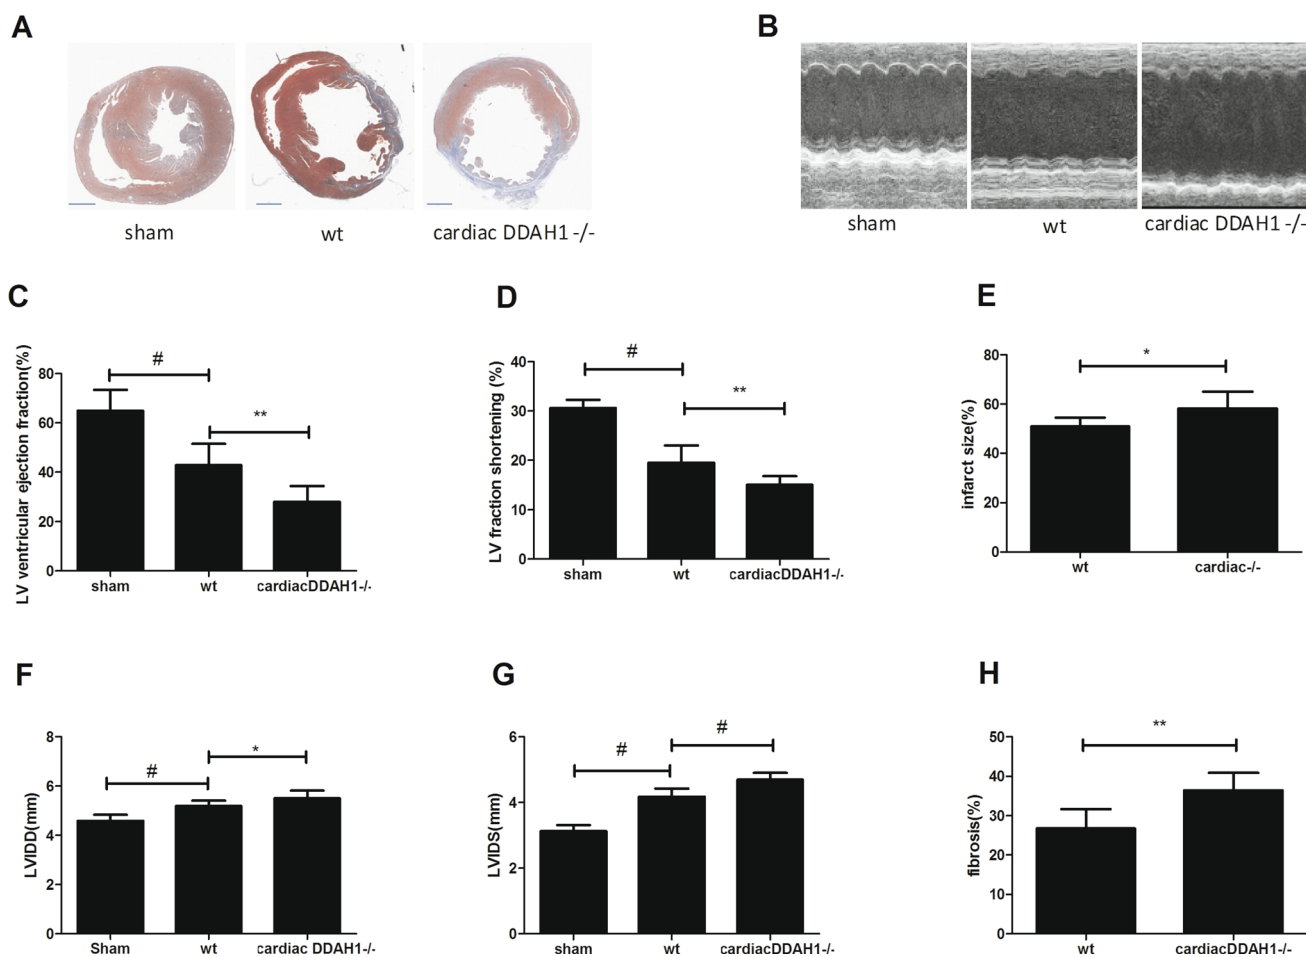 A
B
sham
wt
cardiac DDAH1 -/-
sham
wt
cardiac DDAH1 -/-
C
LV ventricular ejection fraction(%)
80
60
40
20
0
#
**
sham
wt
cardiacDDAH1-/-
D
LV fraction shortening (%)
40
30
20
10
0
#
**
sham
wt
cardiacDDAH1-/-
E
infarct size(%)
80
60
40
20
0
*
wt
cardiac-/-
F
LVIDD(mm)
8
6
4
2
0
#
*
Sham
wt
cardiac DDAH1-/-
G
LVIDS(mm)
6
4
2
0
#
#
sham
wt
cardiacDDAH1-/-
H
fibrosis(%)
50
40
30
20
10
0
**
wt
cardiacDDAH1-/-